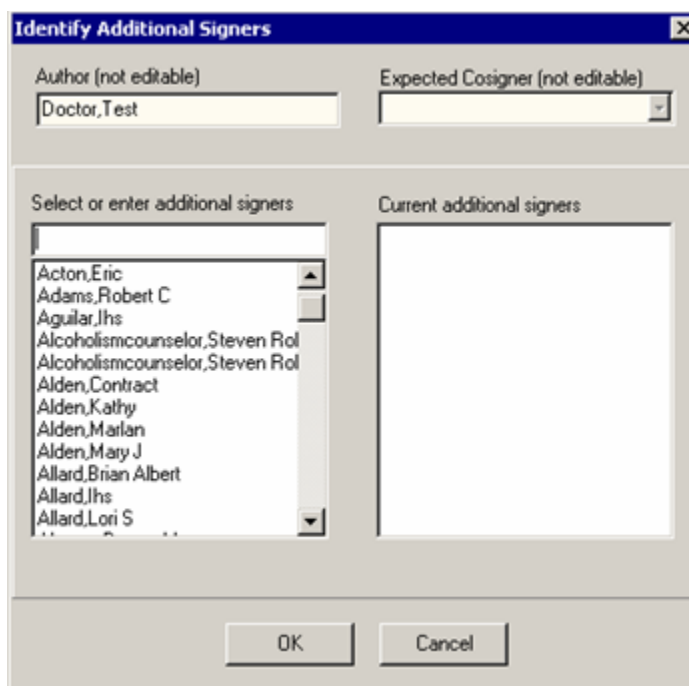 Identify Additional Signers
Author (not editable)
Expected Cosigner (not editable)
Doctor,Test
Select or enter additional signers
Current additional signers
Acton,Eric
Adams,Robert C
Aguilar,Ihs
Alcoholismcounselor,Steven Rol
Alcoholismcounselor,Steven Rol
Alden,Contract
Alden,Kathy
Alden,Marlan
Alden,Mary J
Allard,Brian Albert
Allard,Ihs
Allard,Lori S
OK
Cancel